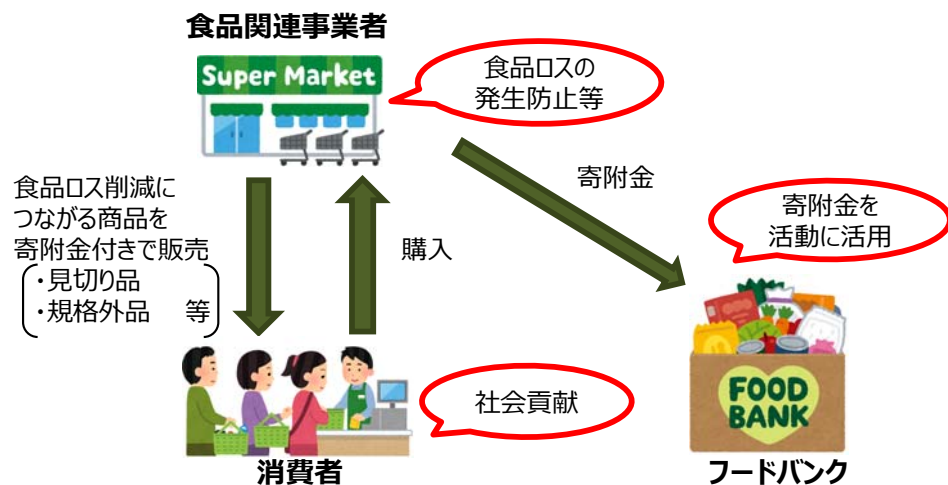 食品関連事業者
Super Market
食品ロスの
発生防止等
食品ロス削減に
つながる商品を
寄附金付きで販売
・見切り品
・規格外品 等
購入
寄附金
寄附金を
活動に活用
社会貢献
FOOD
BANK
消費者
フードバンク